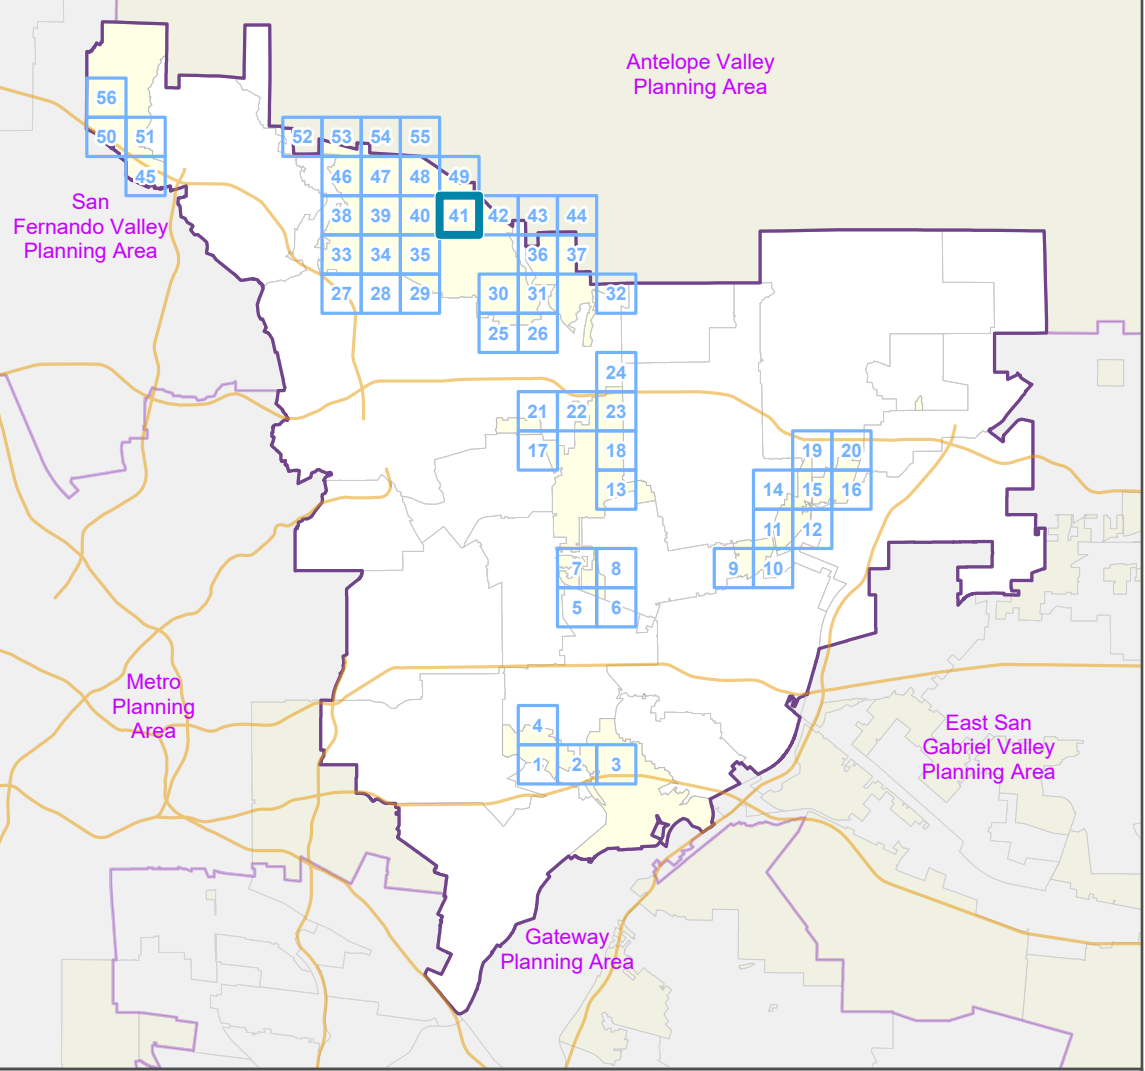 Antelope Valley
Planning Area
56
50 51
52 53 54 55
45
46 47 48 49
San
Fernando Valley
Planning Area
38 39 40 41 42 43 44
33 34 35 36 37
27 28 29 30 31 32
25 26
24
21 22 23
17 18 19 20
13 14 15 16
11 12
7 8 9 10
5 6
Metro
Planning
Area
4
1 2 3
East San
Gabriel Valley
Planning Area
Gateway
Planning Area